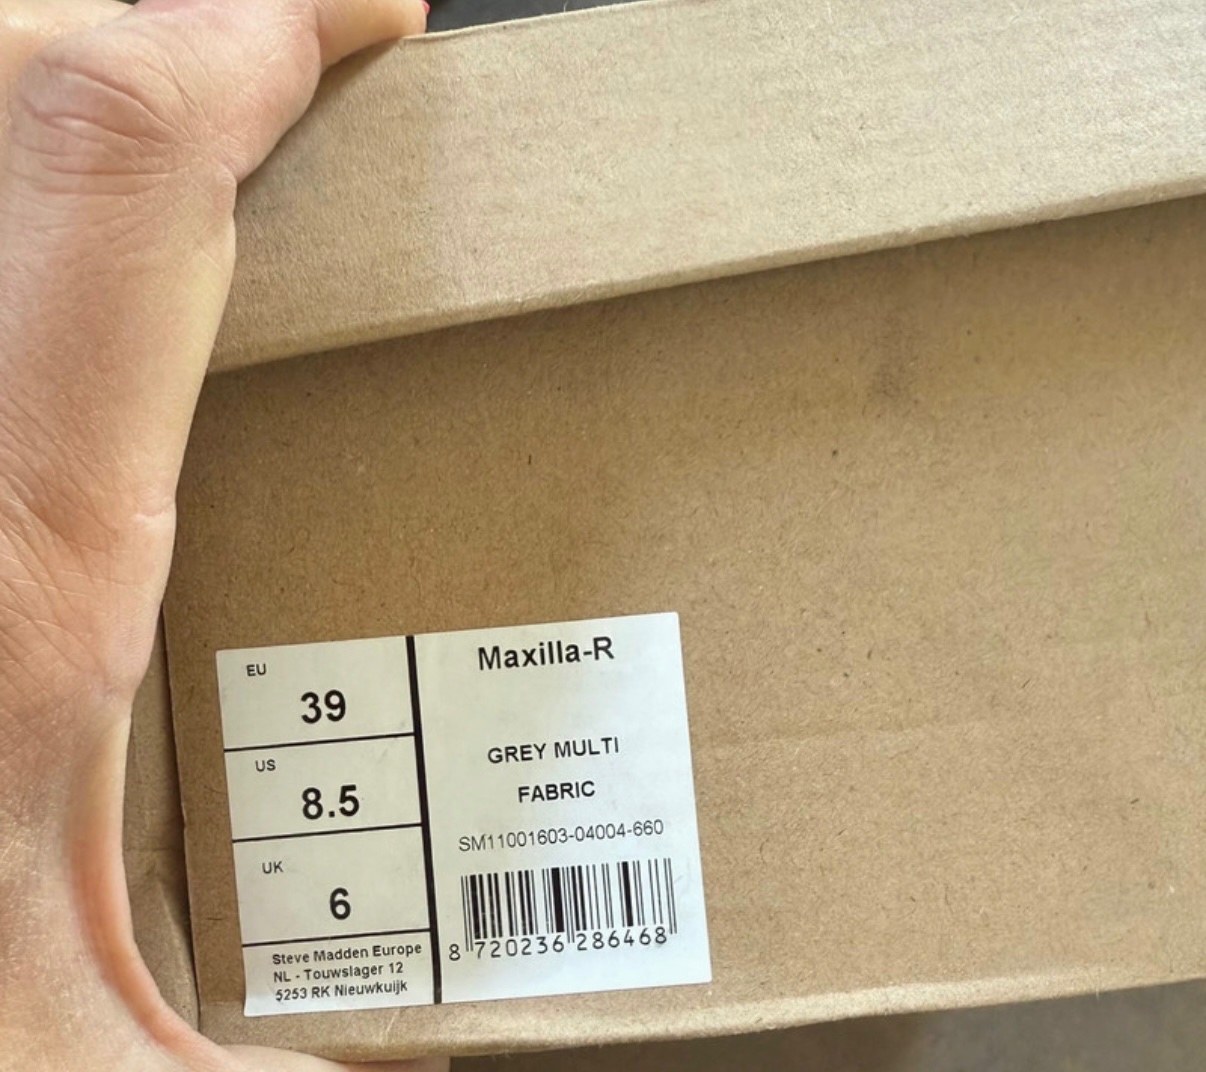 EU
39
US
8.5
UK
6
Steve Madden Europe
NL - Touwslager 12
5253 RK Nieuwkuijk
Maxilla-R
GREY MULTI
FABRIC
SM11001603-04004-660
8 720236 286468